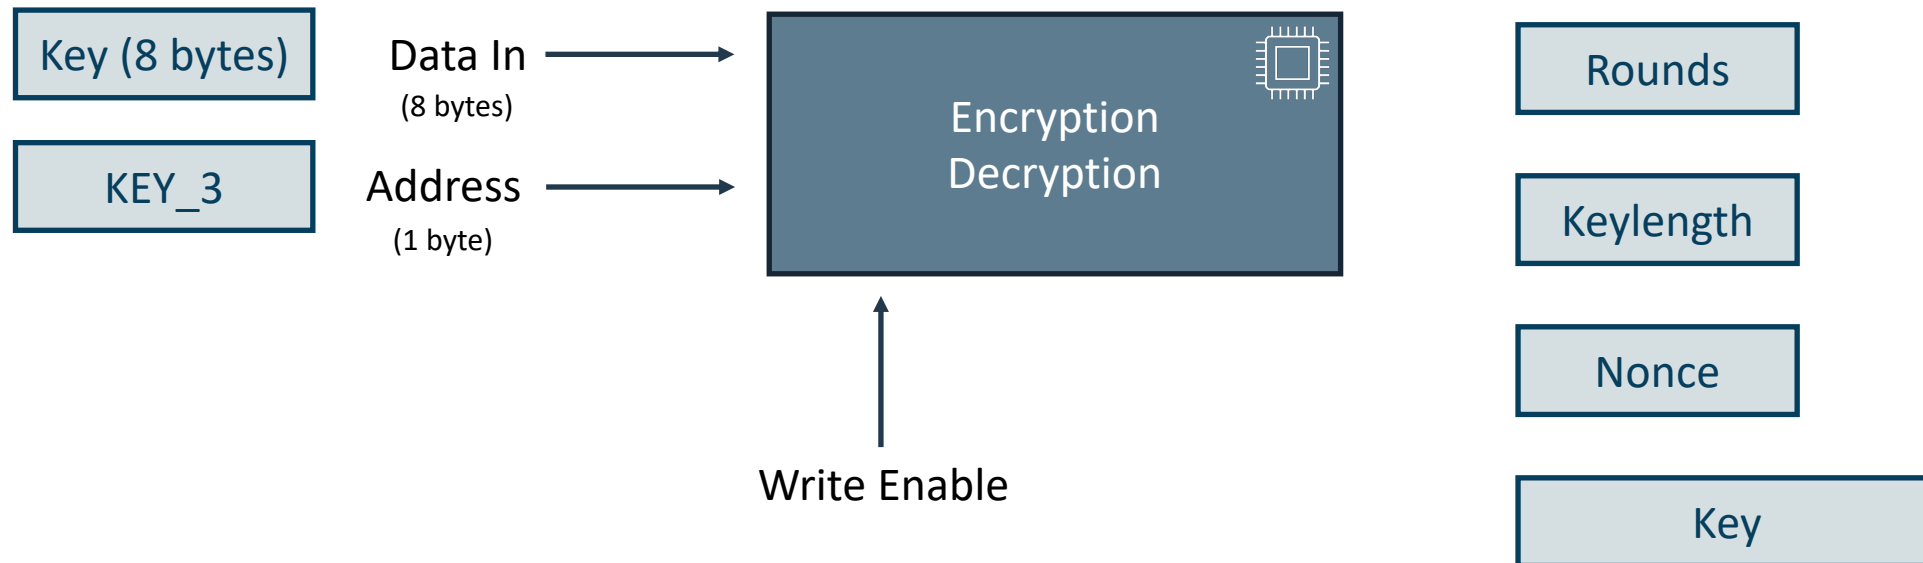 Key (8 bytes)
KEY_3
Data In
(8 bytes)
Address
(1 byte)
Encryption
Decryption
Write Enable
Rounds
Keylength
Nonce
Key